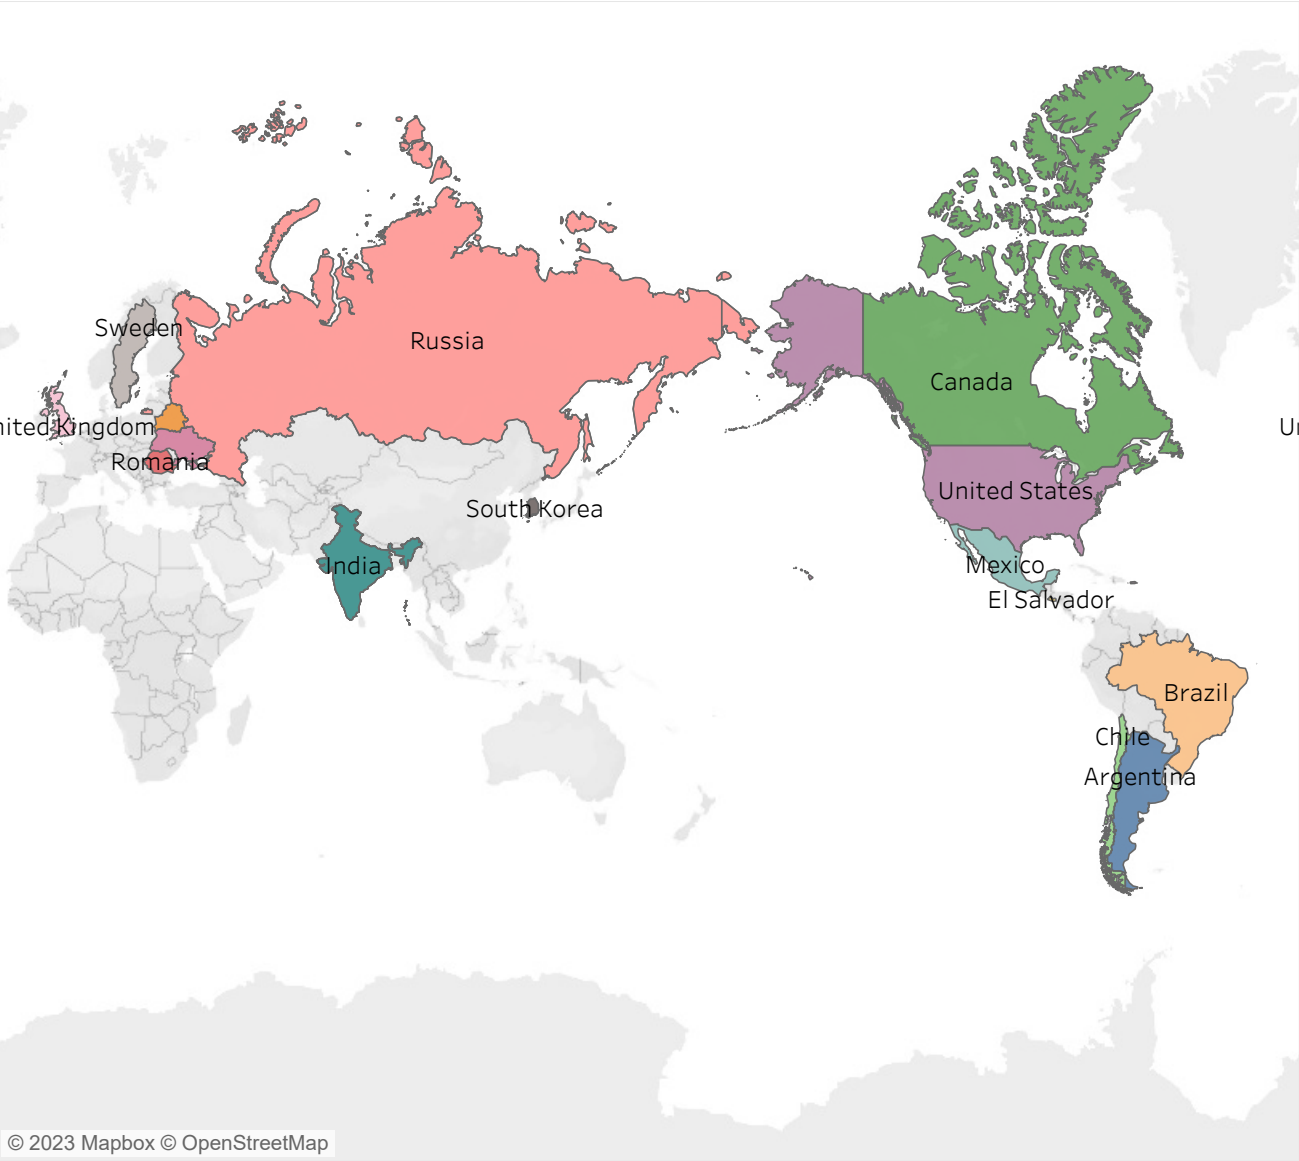 Sweden
Russia
Canada
nited Kingdom
Ur
Romania
United States
South Korea
India
Mexico
El Salvador
Brazil
Chile
Argentina
© 2023 Mapbox © OpenStreetMap